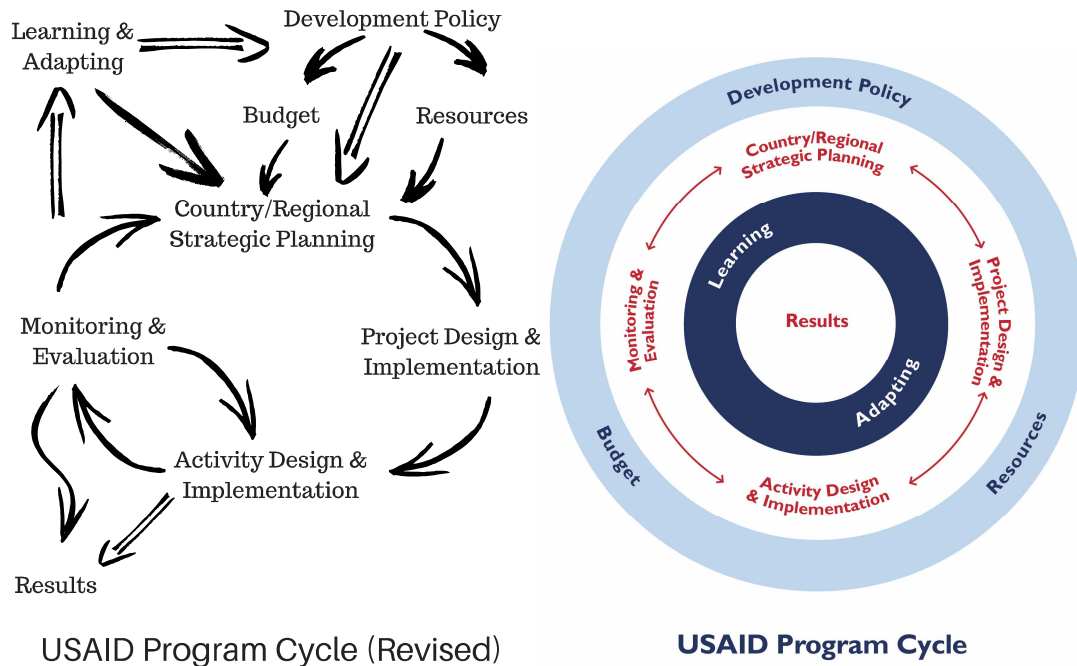 Learning &
Adapting
Development Policy
Budget
Resources
Country/Regional
Strategic Planning
Monitoring &
Evaluation
Project Design &
Implementation
Activity Design &
Implementation
Results
USAID Program Cycle (Revised)
Development Policy
Country/Regional
Strategic Planning
Learning
Monitoring &
Evaluation
Results
Project Design &
Implementation
Adapting
Budget
Resources
Activity Design
& Implementation
USAID Program Cycle